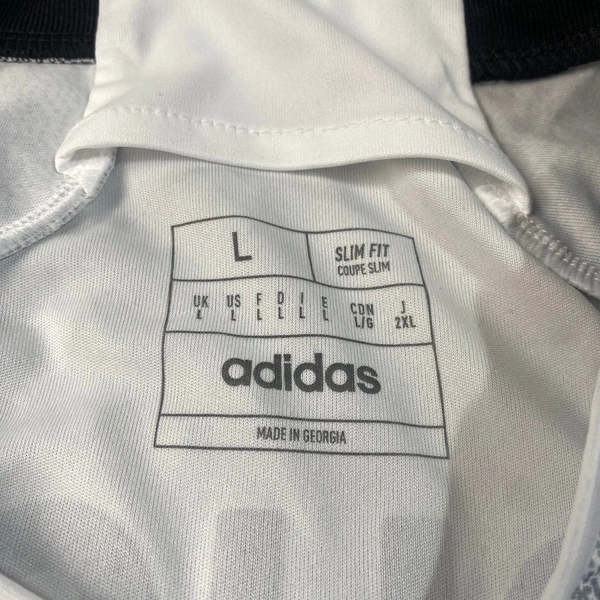 L
SLIM FIT
COUPE SLIM
UK US F D I E CDN J
L L L L L L L/G 2XL
adidas
MADE IN GEORGIA